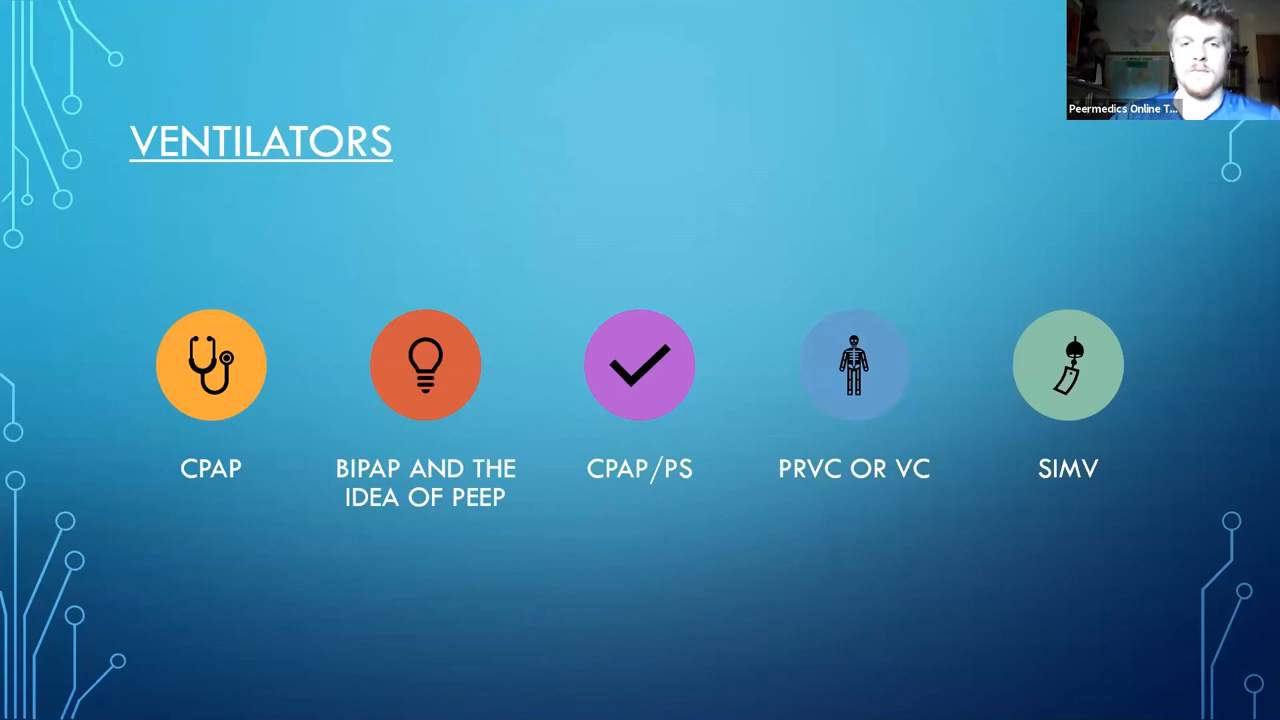 Peermedics Online T...
VENTILATORS
CPAP
BIPAP AND THE
IDEA OF PEEP
CPAP/PS
PRVC OR VC
SIMV